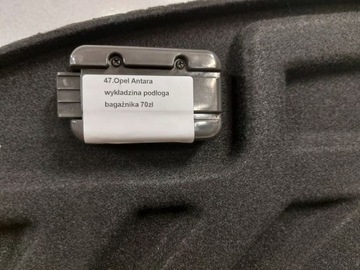 47.Opel Antara
wykładzina podłoga
bagażnika 70zł